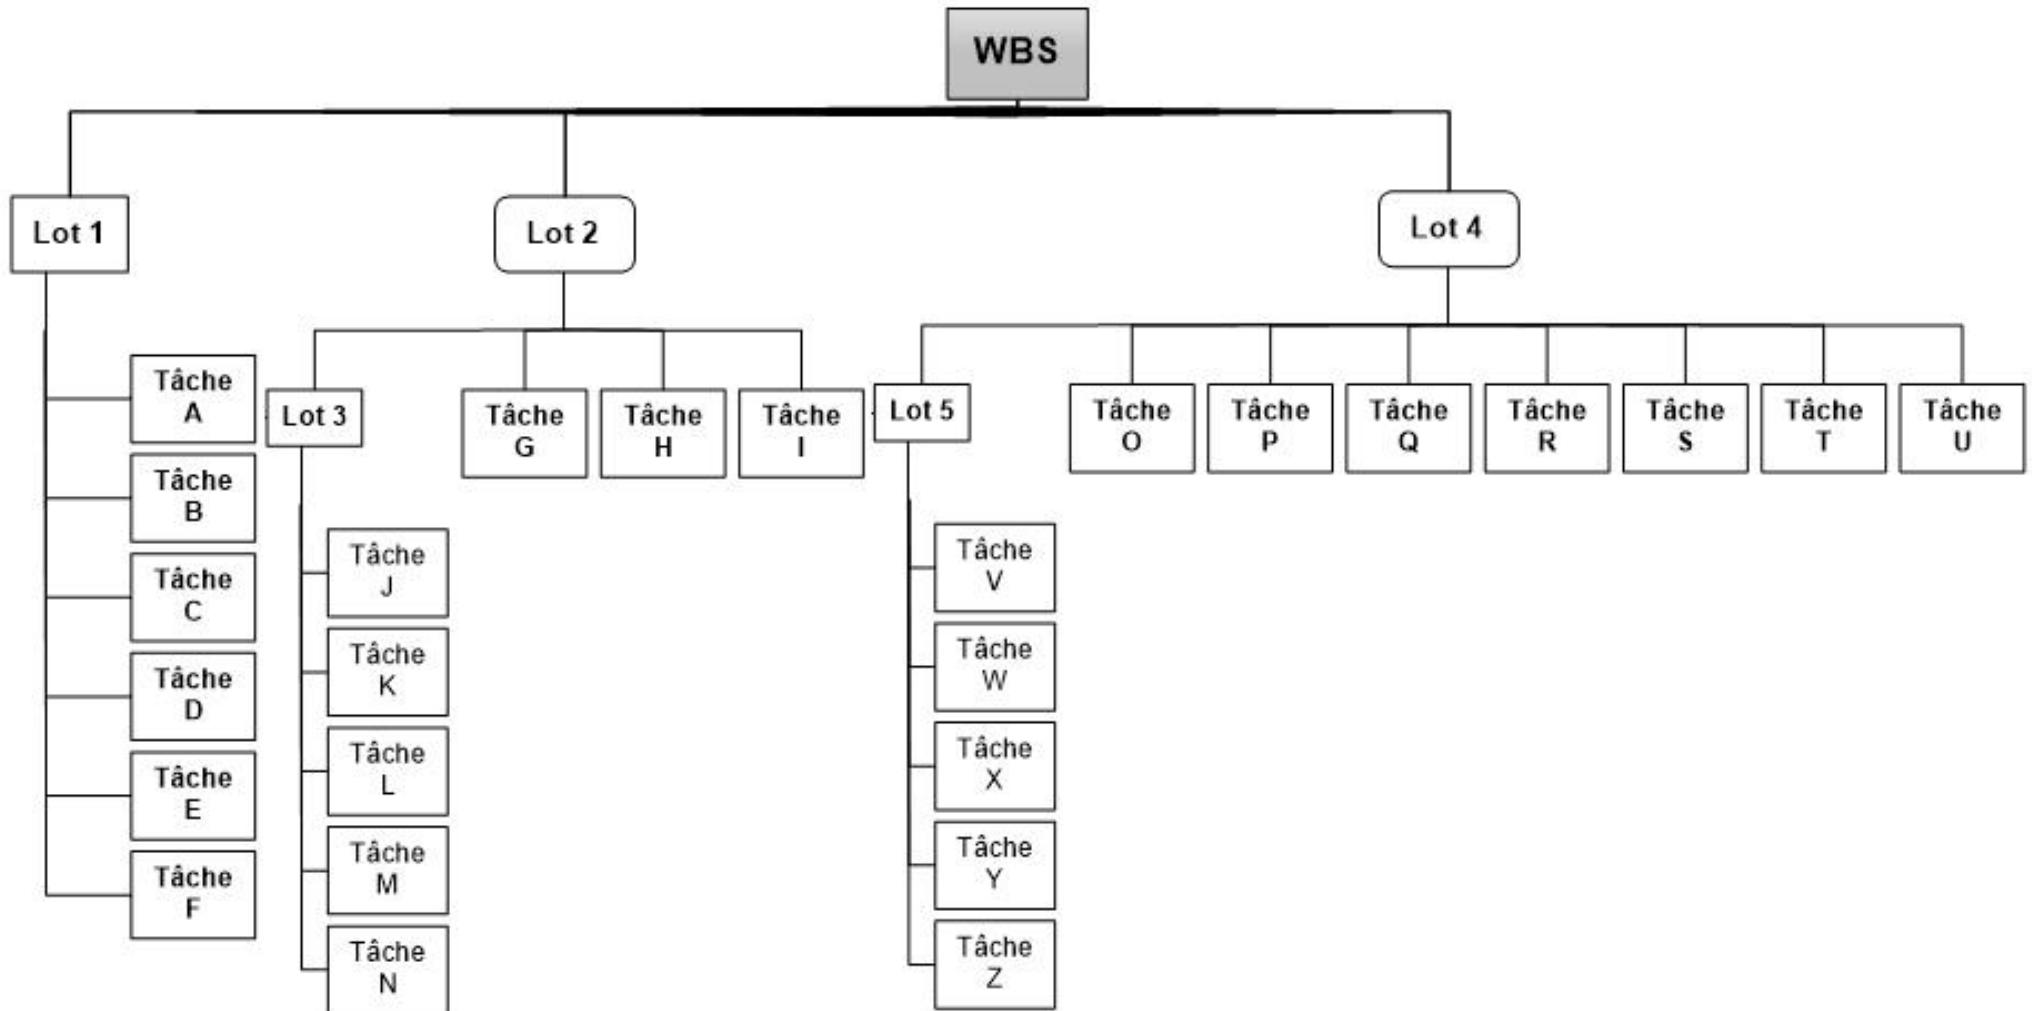 WBS
Lot 1
Lot 2
Lot 4
Tâche
A
Tâche
B
Tâche
C
Tâche
D
Tâche
E
Tâche
F
Lot 3
Tâche
G
Tâche
H
Tâche
I
Tâche
J
Tâche
K
Tâche
L
Tâche
M
Tâche
N
Lot 5
Tâche
O
Tâche
P
Tâche
Q
Tâche
R
Tâche
S
Tâche
T
Tâche
U
Tâche
V
Tâche
W
Tâche
X
Tâche
Y
Tâche
Z